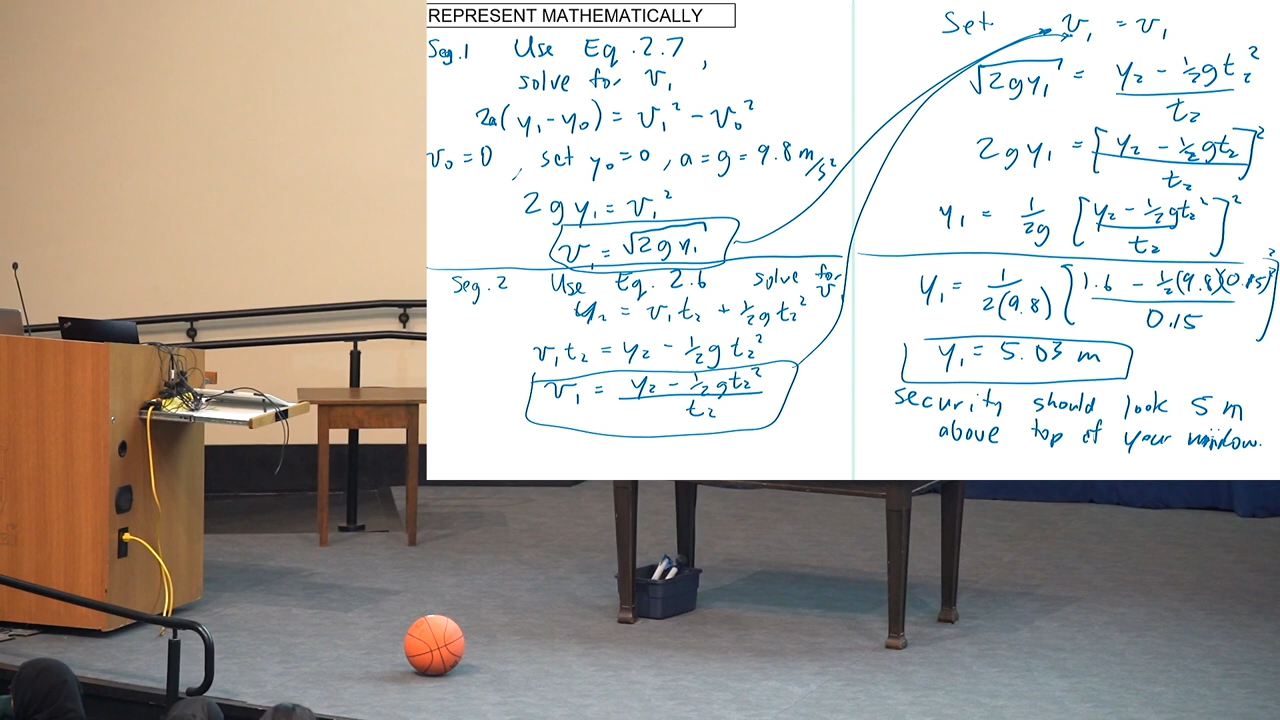 REPRESENT MATHEMATICALLY
Seg. 1 Use Eq. 2.7,
solve for v₁
2a(y₁-y₀) = v₁² - v₀²
v₀ = 0, set y₀ = 0, a = g = 9.8 m/s²
2gy₁ = v₁²
v₁ = √2gy₁
Seg. 2 Use Eq. 2.6 solve for v₁
y₂ = v₁t₂ + ½gt₂²
v₁t₂ = y₂ - ½gt₂²
v₁ = (y₂ - ½gt₂²)/t₂
Set v₁ = v₁
√2gy₁ = (y₂ - ½gt₂²)/t₂
2gy₁ = [(y₂ - ½gt₂²)/t₂]²
y₁ = 1/2g [(y₂ - ½gt₂²)/t₂]²
y₁ = 1/2(9.8) [(1.6 - ½(9.8)(0.15)²)/0.15]²
y₁ = 5.03 m
security should look 5 m
above top of your window.